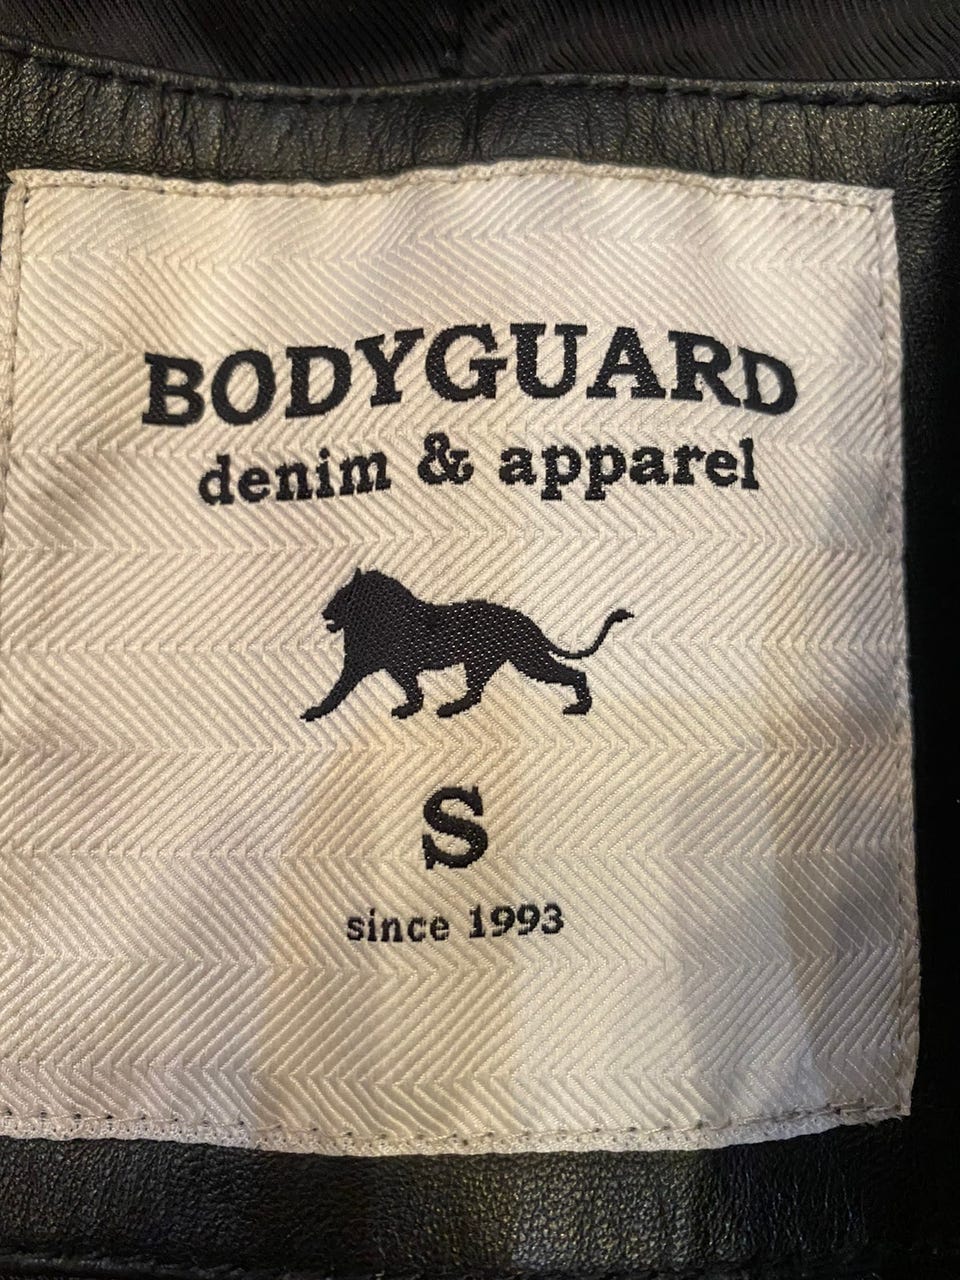 BODYGUARD
denim & apparel
S
since 1993